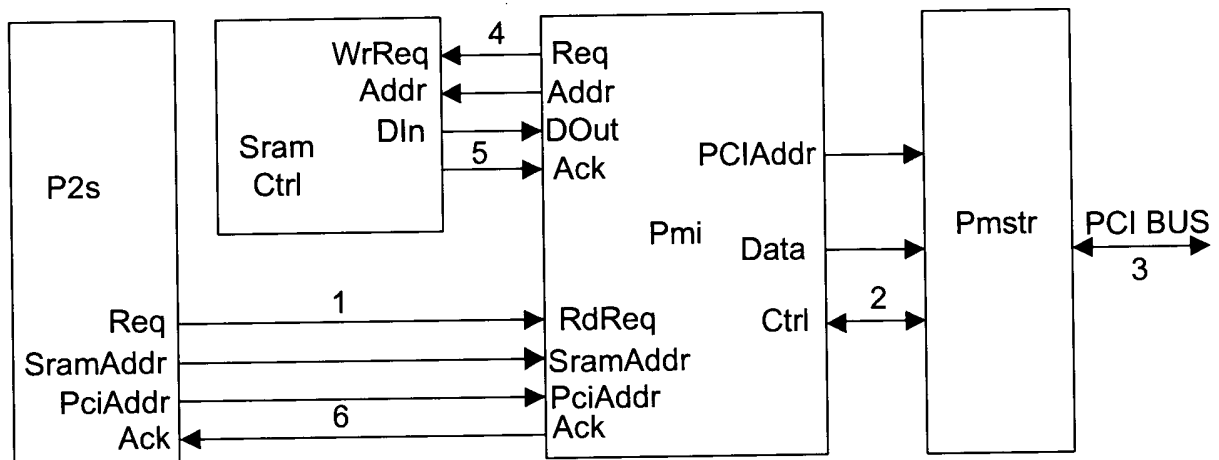 P2s
Req
SramAddr
PciAddr
Ack
Sram
Ctrl
WrReq
Addr
DIn
4
5
1
6
Req
Addr
DOut
Ack
Pmi
PCIAddr
Data
Ctrl
RdReq
SramAddr
PciAddr
Ack
2
Pmstr
PCI BUS
3